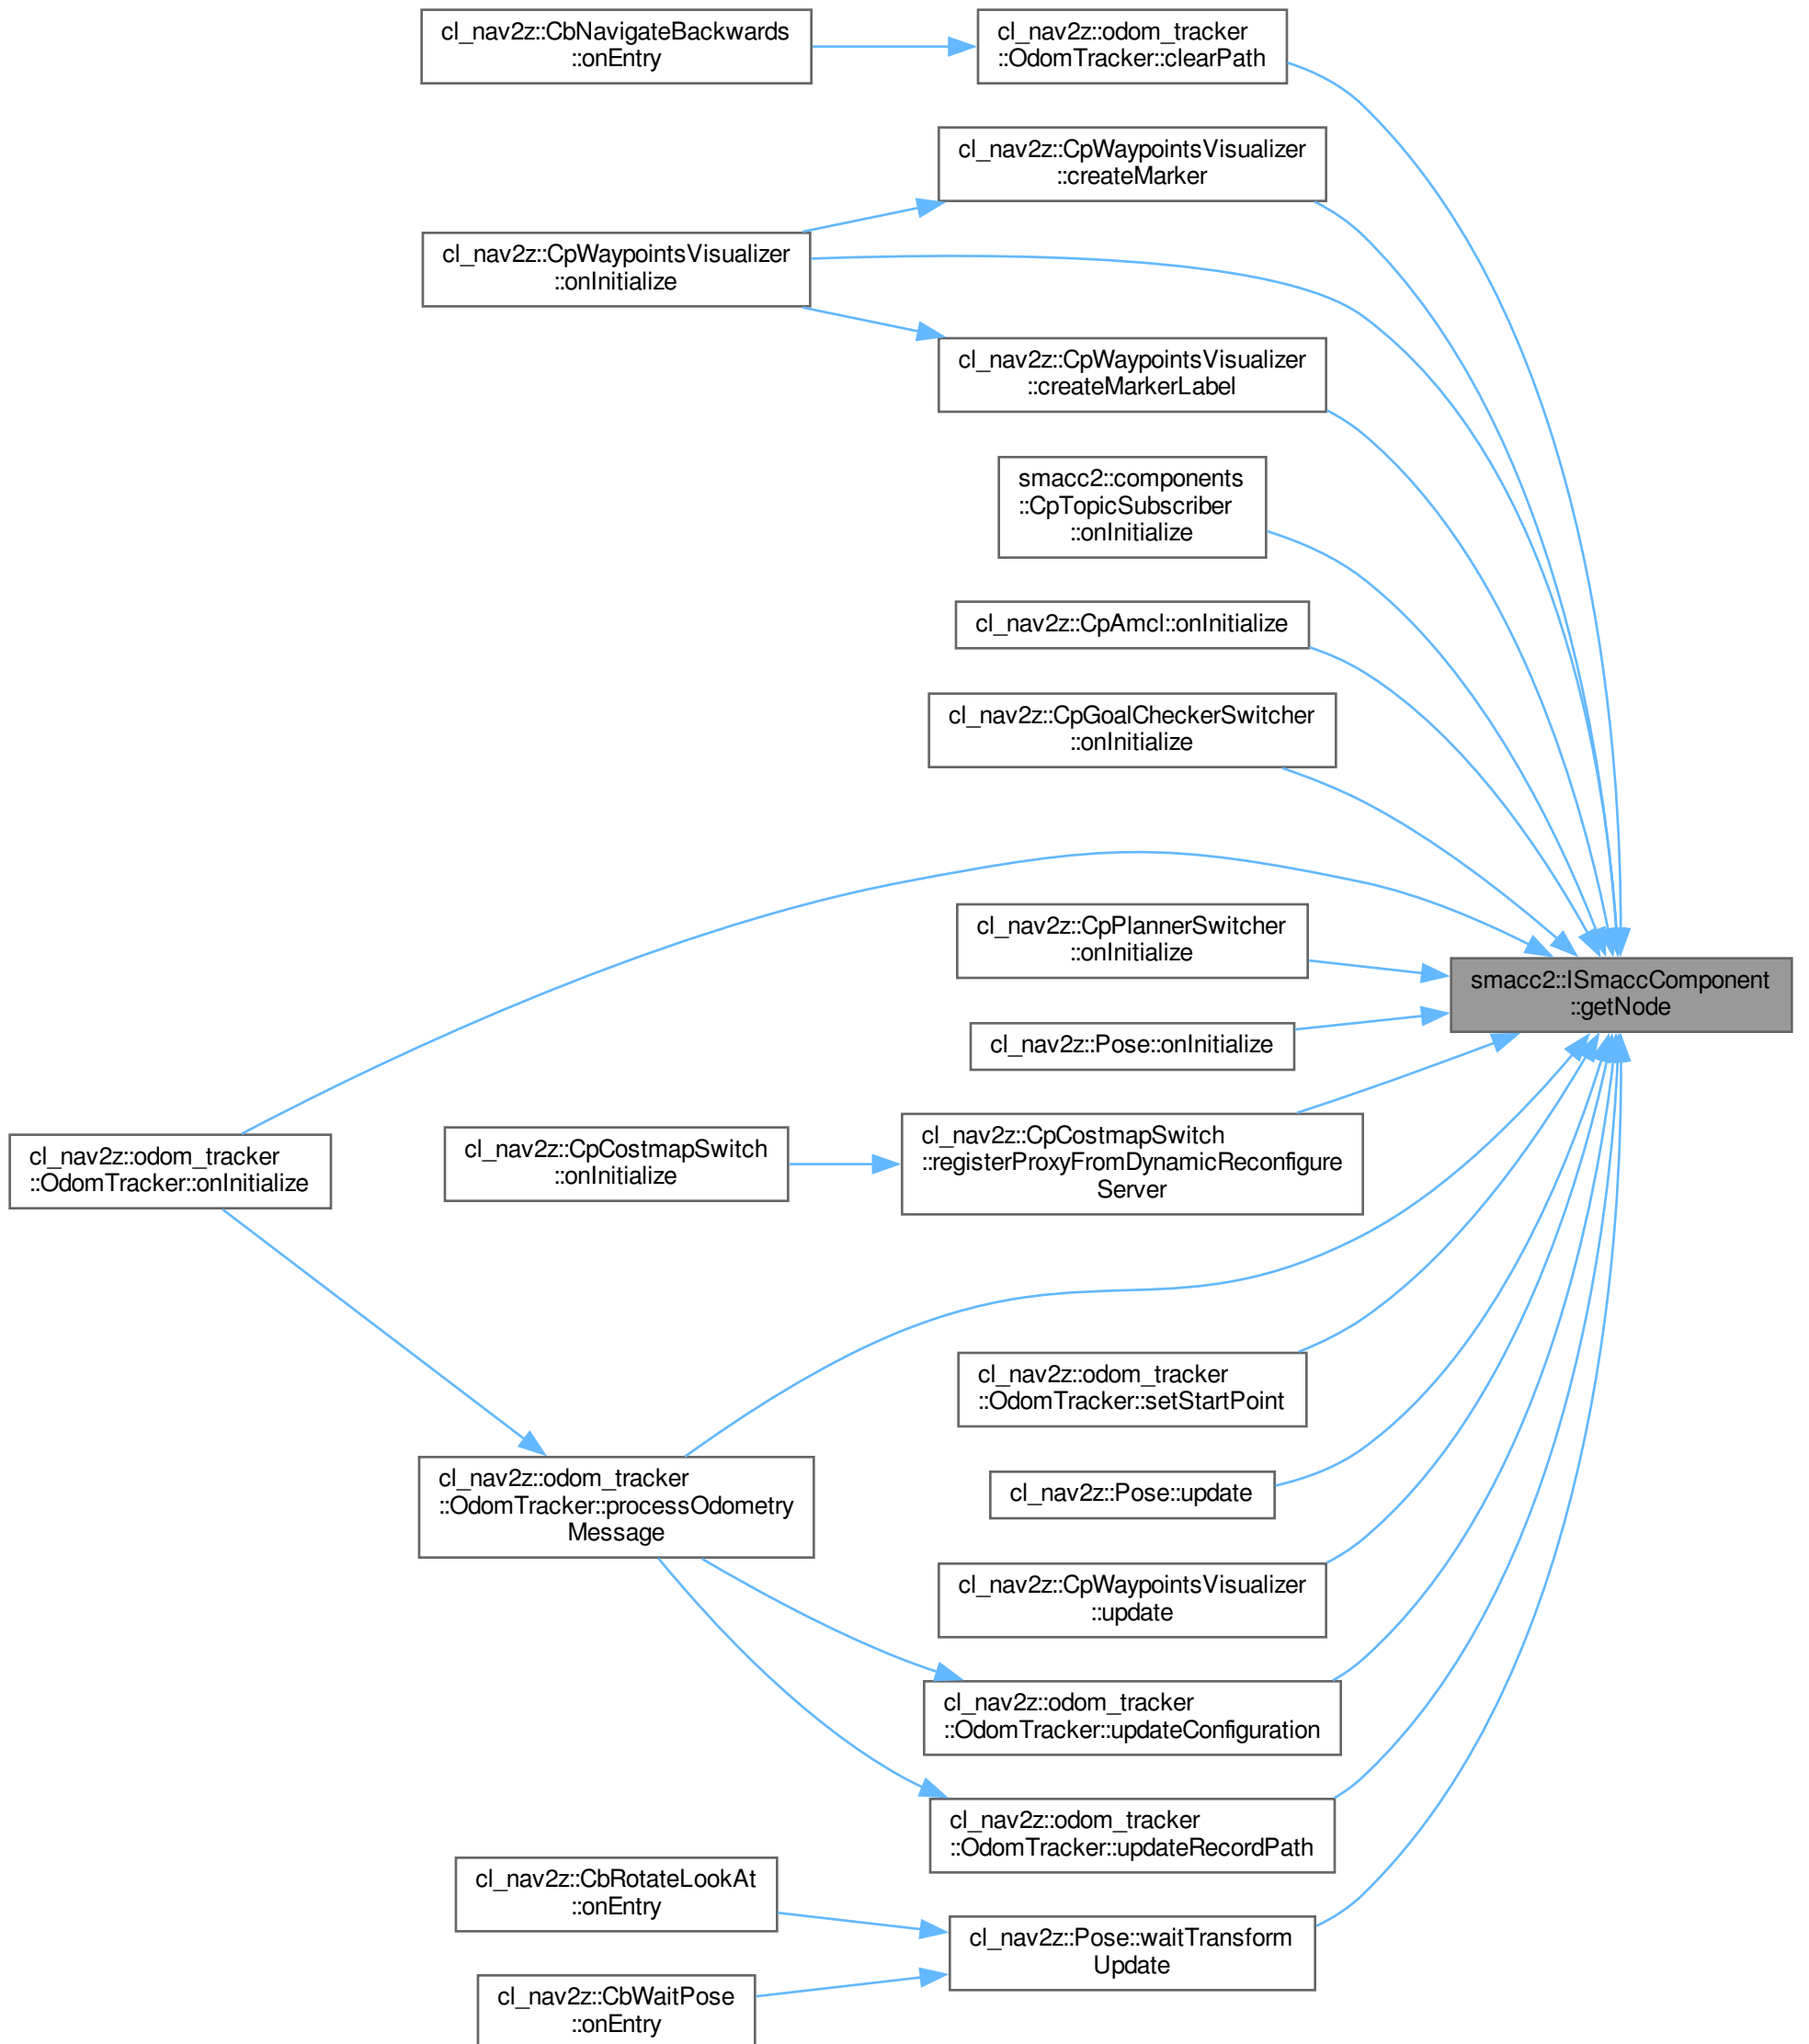 cl_nav2z::CbNavigateBackwards
::onEntry
cl_nav2z::odom_tracker
::OdomTracker::clearPath
cl_nav2z::CpWaypointsVisualizer
::createMarker
cl_nav2z::CpWaypointsVisualizer
::onInitialize
cl_nav2z::CpWaypointsVisualizer
::createMarkerLabel
smacc2::components
::CpTopicSubscriber
::onInitialize
cl_nav2z::CpAmcl::onInitialize
cl_nav2z::CpGoalCheckerSwitcher
::onInitialize
cl_nav2z::CpPlannerSwitcher
::onInitialize
smacc2::ISmaccComponent
::getNode
cl_nav2z::Pose::onInitialize
cl_nav2z::odom_tracker
::OdomTracker::onInitialize
cl_nav2z::CpCostmapSwitch
::onInitialize
cl_nav2z::CpCostmapSwitch
::registerProxyFromDynamicReconfigure
Server
cl_nav2z::odom_tracker
::OdomTracker::setStartPoint
cl_nav2z::odom_tracker
::OdomTracker::processOdometry
Message
cl_nav2z::Pose::update
cl_nav2z::CpWaypointsVisualizer
::update
cl_nav2z::odom_tracker
::OdomTracker::updateConfiguration
cl_nav2z::odom_tracker
::OdomTracker::updateRecordPath
cl_nav2z::CbRotateLookAt
::onEntry
cl_nav2z::Pose::waitTransform
Update
cl_nav2z::CbWaitPose
::onEntry